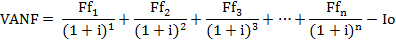 VANF = Ff₁/(1 + i)¹ + Ff₂/(1 + i)² + Ff₃/(1 + i)³ + ⋯ + Ffₙ/(1 + i)ⁿ − Io